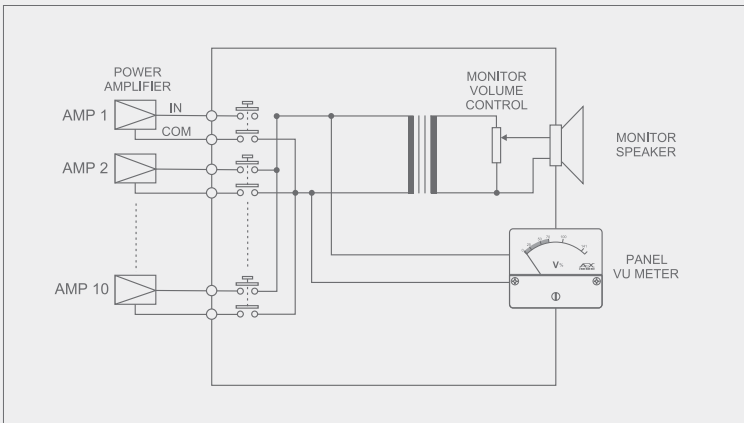 POWER
AMPLIFIER
AMP 1
IN
COM
AMP 2
AMP 10
MONITOR
VOLUME
CONTROL
MONITOR
SPEAKER
V%
PANEL
VU METER